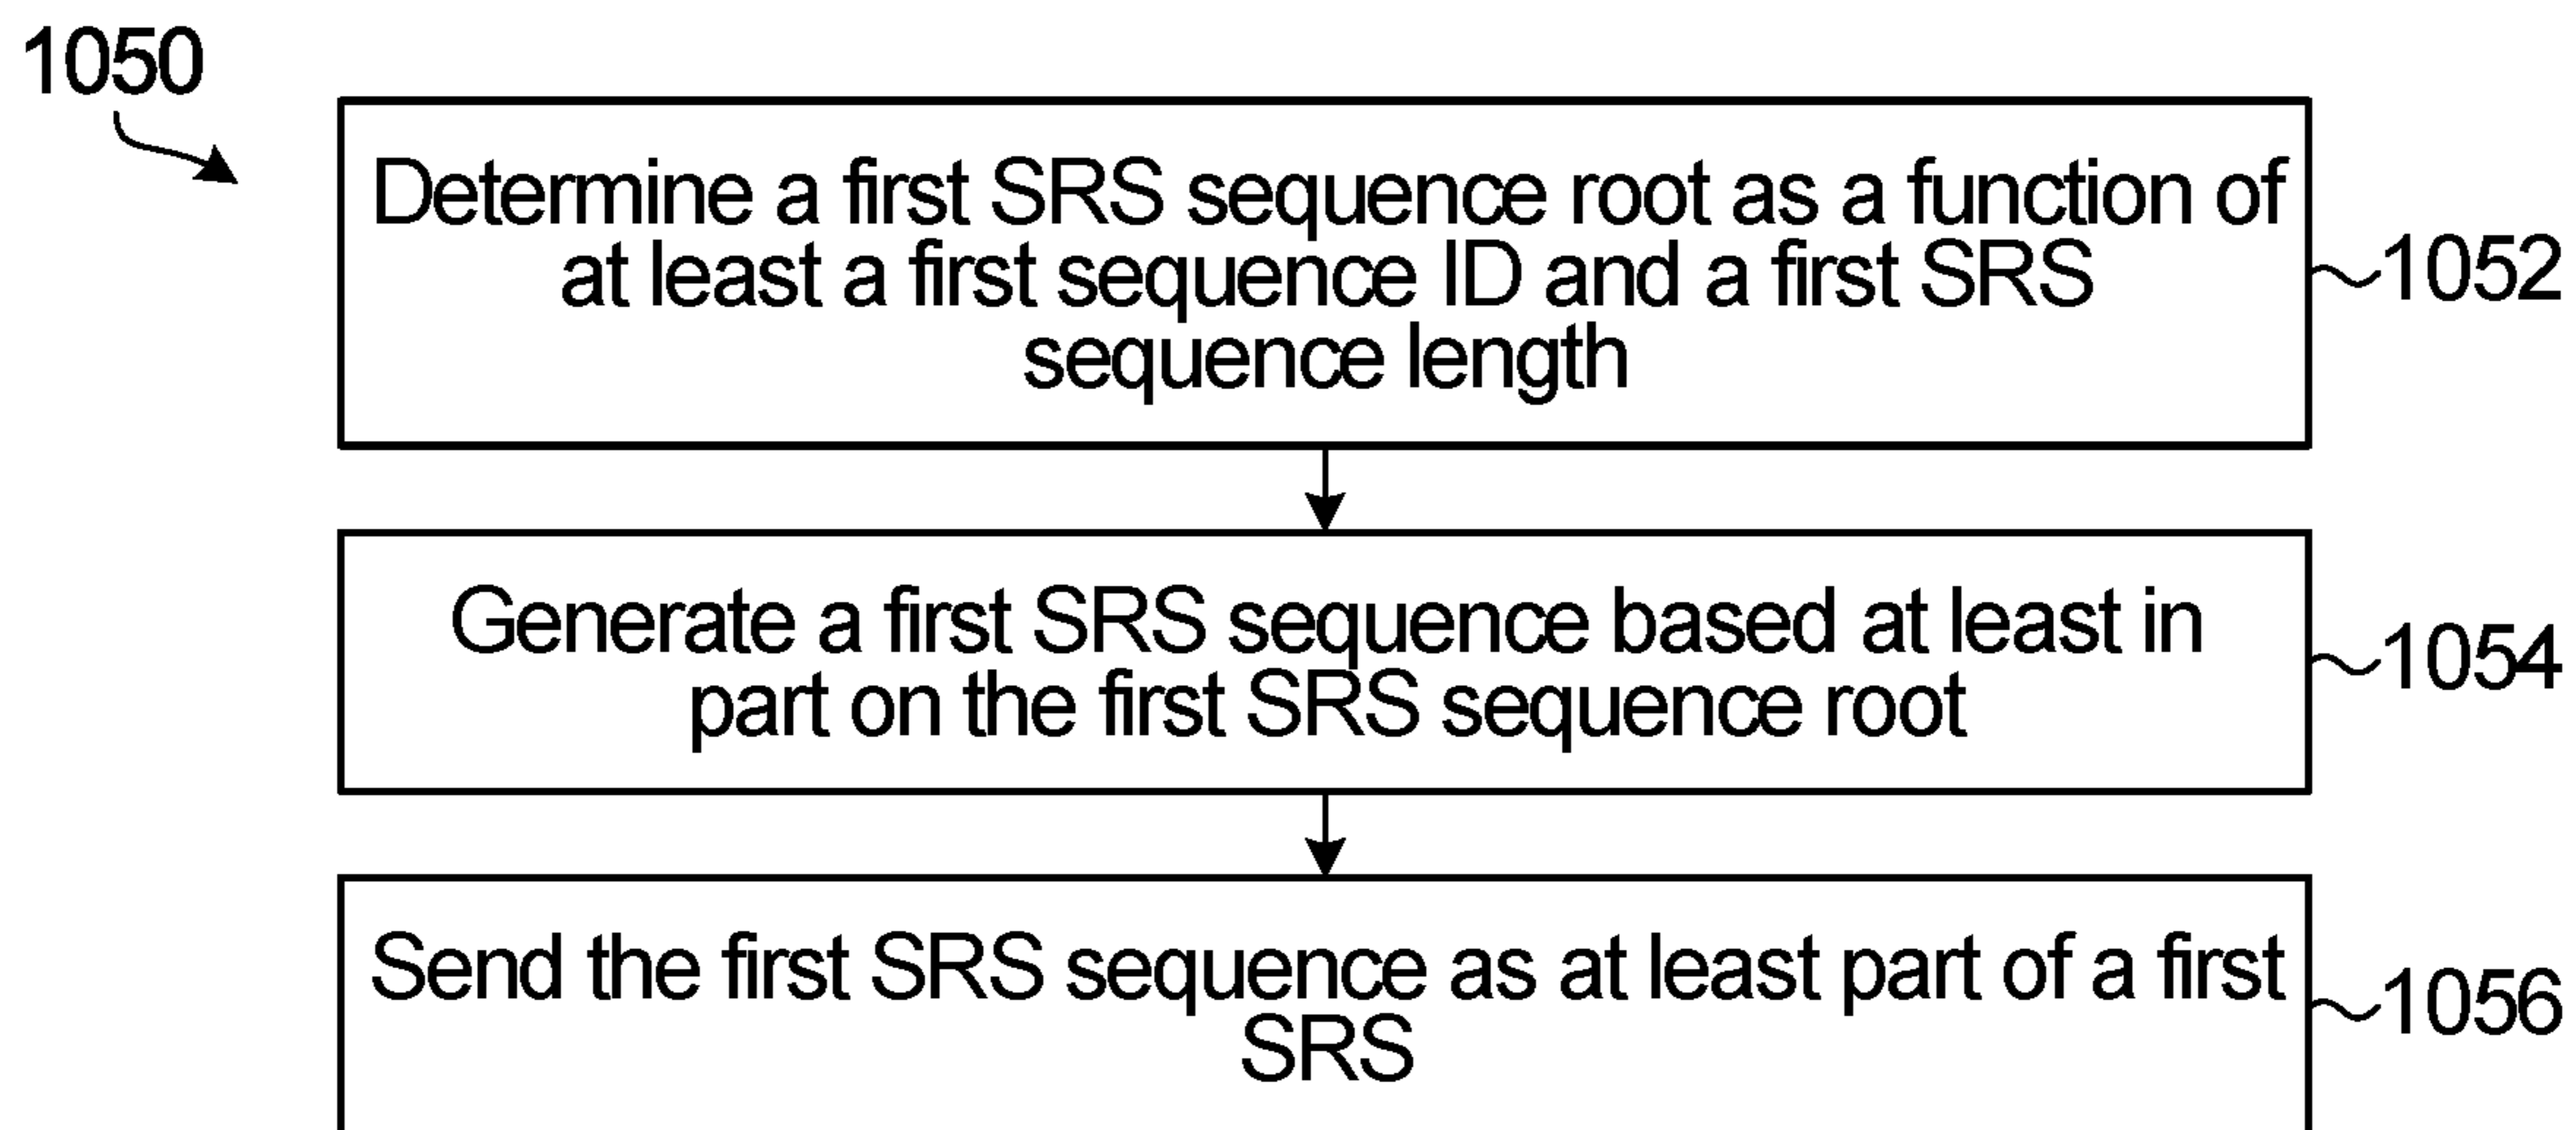 1050
Determine a first SRS sequence root as a function of
at least a first sequence ID and a first SRS
sequence length
1052
Generate a first SRS sequence based at least in
part on the first SRS sequence root
1054
Send the first SRS sequence as at least part of a first
SRS
1056